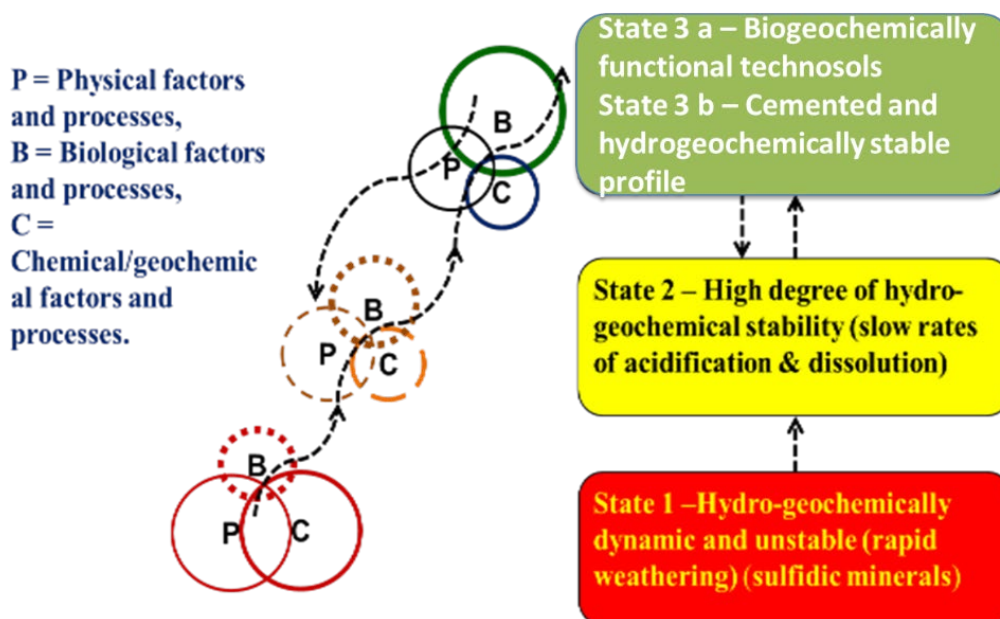 P = Physical factors
and processes,
B = Biological factors
and processes,
C =
Chemical/geochemic
al factors and
processes.
B
P
C
B
P
C
B
P
C
State 3 a – Biogeochemically
functional technosols
State 3 b – Cemented and
hydrogeochemically stable
profile
State 2 – High degree of hydro-
geochemical stability (slow rates
of acidification & dissolution)
State 1 –Hydro-geochemically
dynamic and unstable (rapid
weathering) (sulfidic minerals)